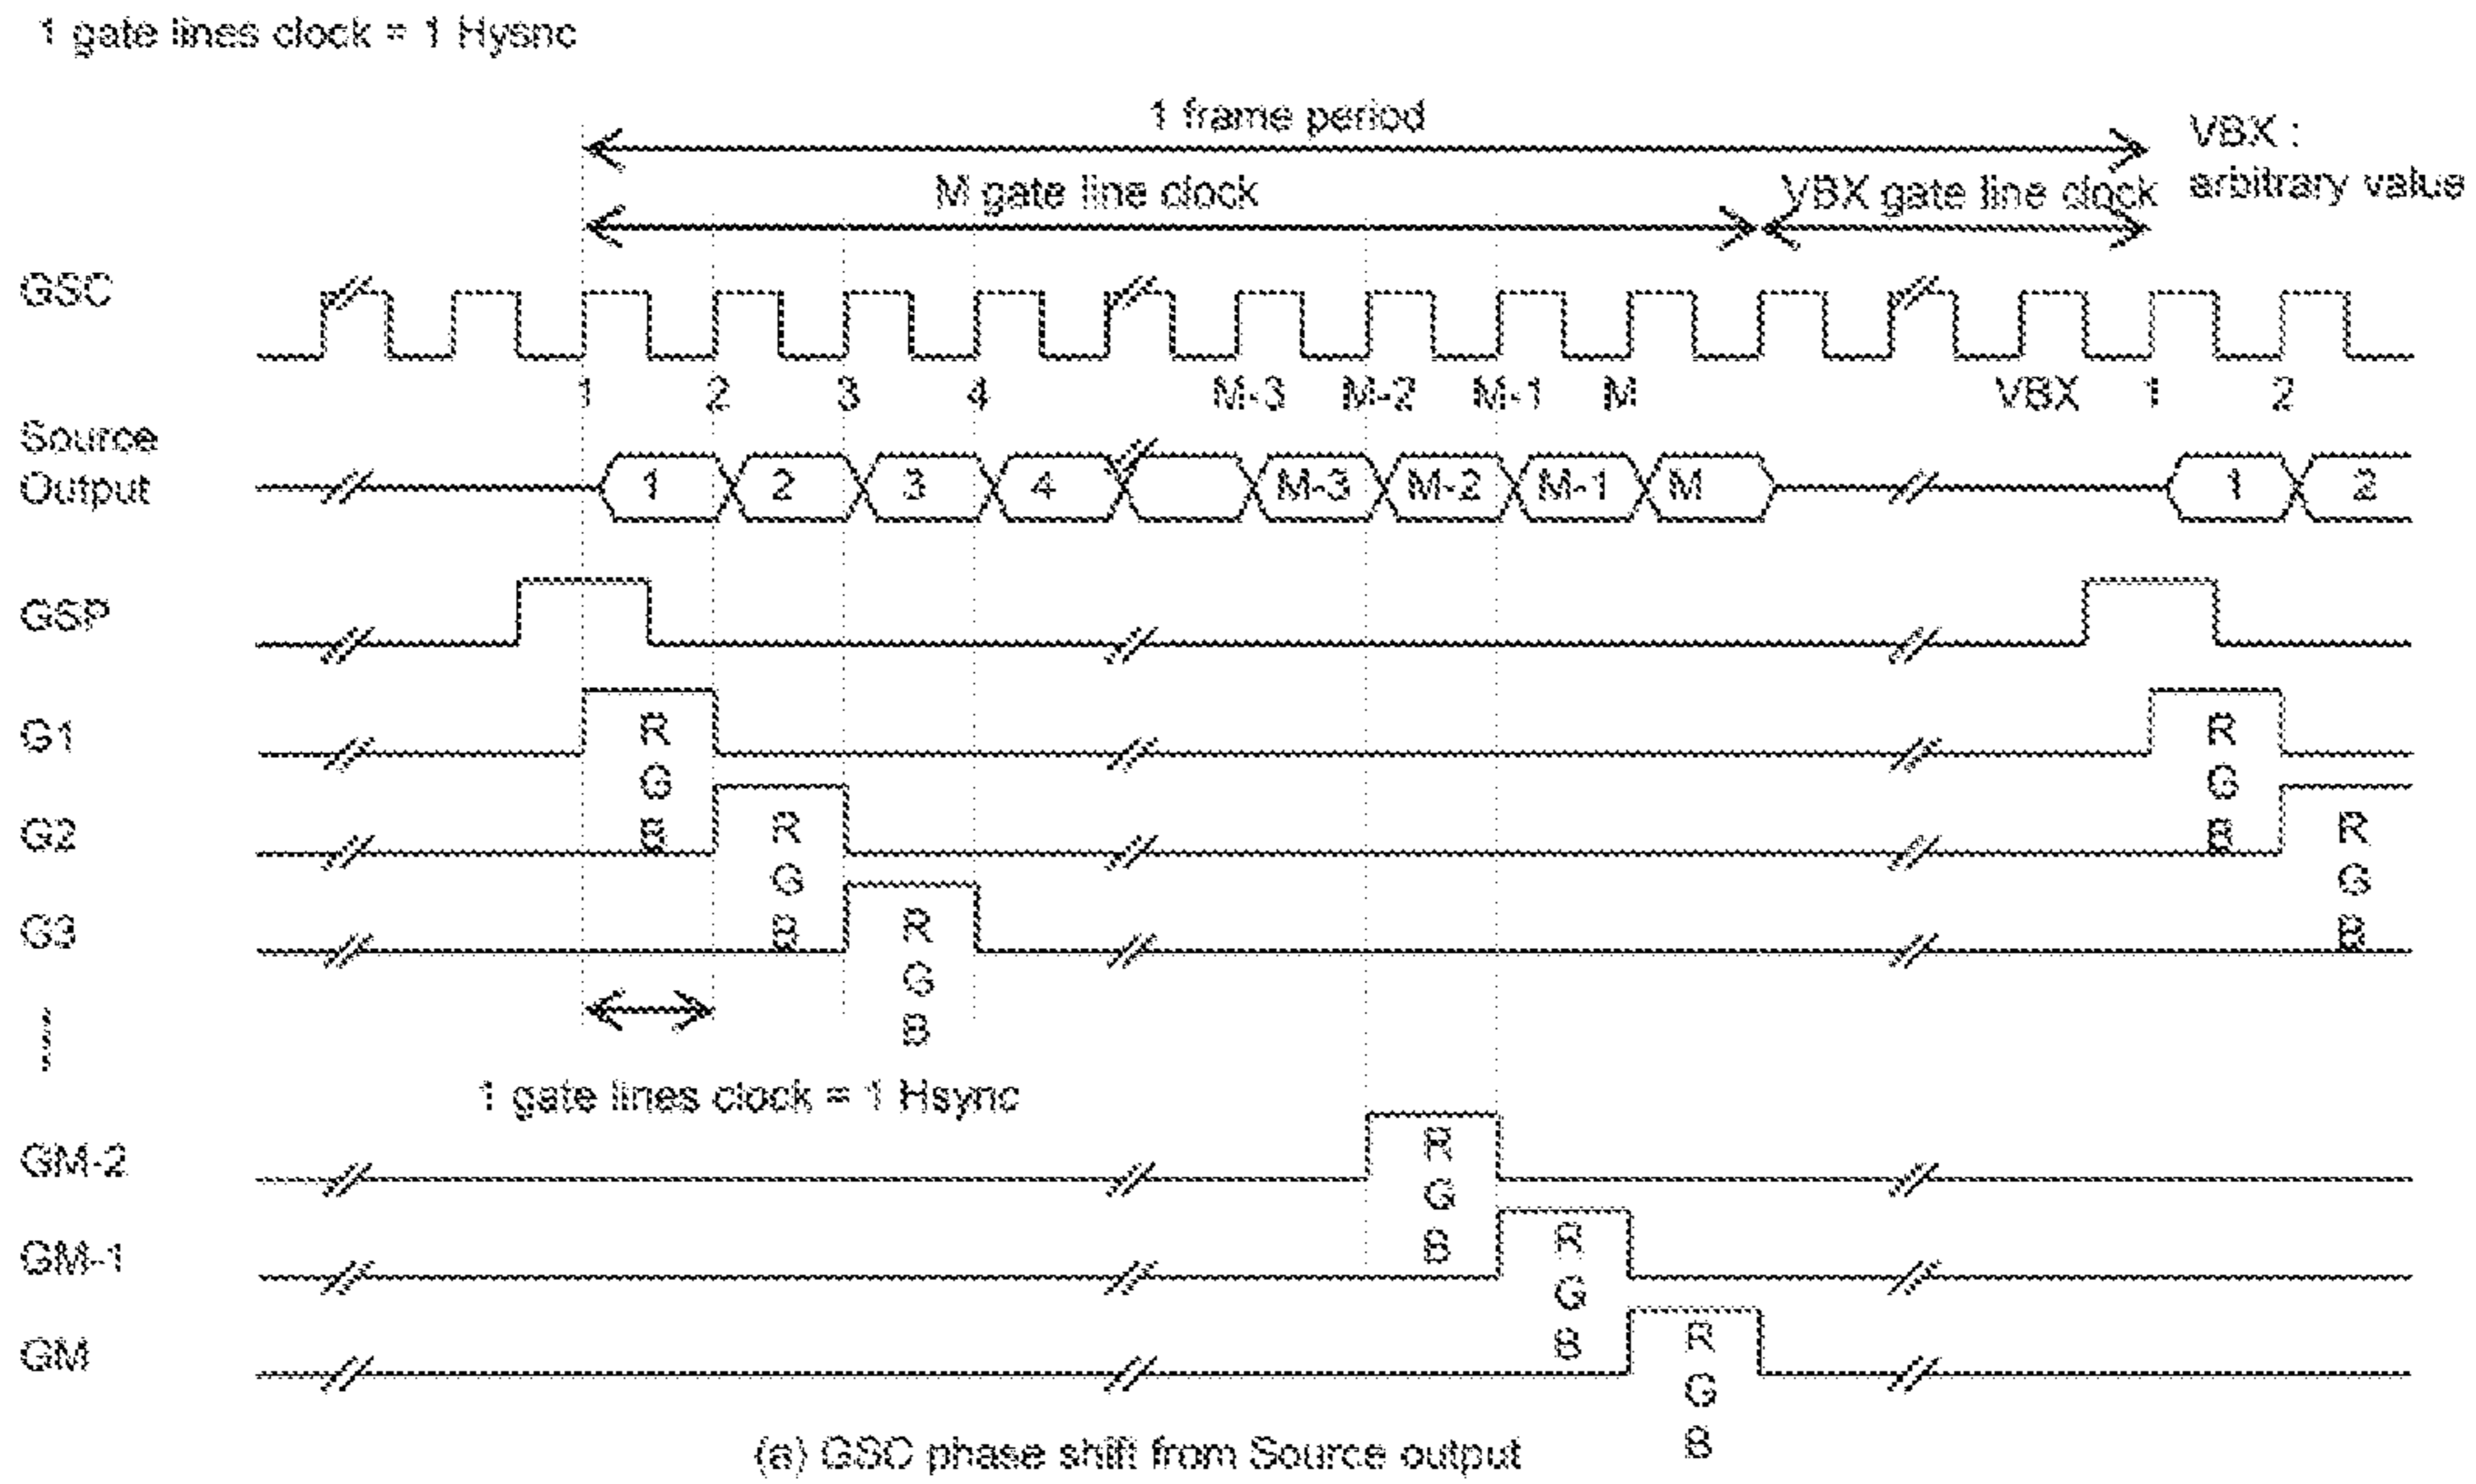 1 gate lines clock = 1 Hysnc
1 frame period
VBX :
arbitrary value
M gate line clock
VBX gate line clock
GSC
1 2 3 4 M-3 M-2 M-1 M VBX 1 2
Source
Output
1 2 3 4 M-3 M-2 M-1 M 1 2
GSP
G1
R
G
B
R
G
B
G2
R
G
B
R
G
B
G3
R
G
B
1 gate lines clock = 1 Hsync
GM-2
R
G
B
GM-1
R
G
B
GM
R
G
B
(a) GSC phase shift from Source output